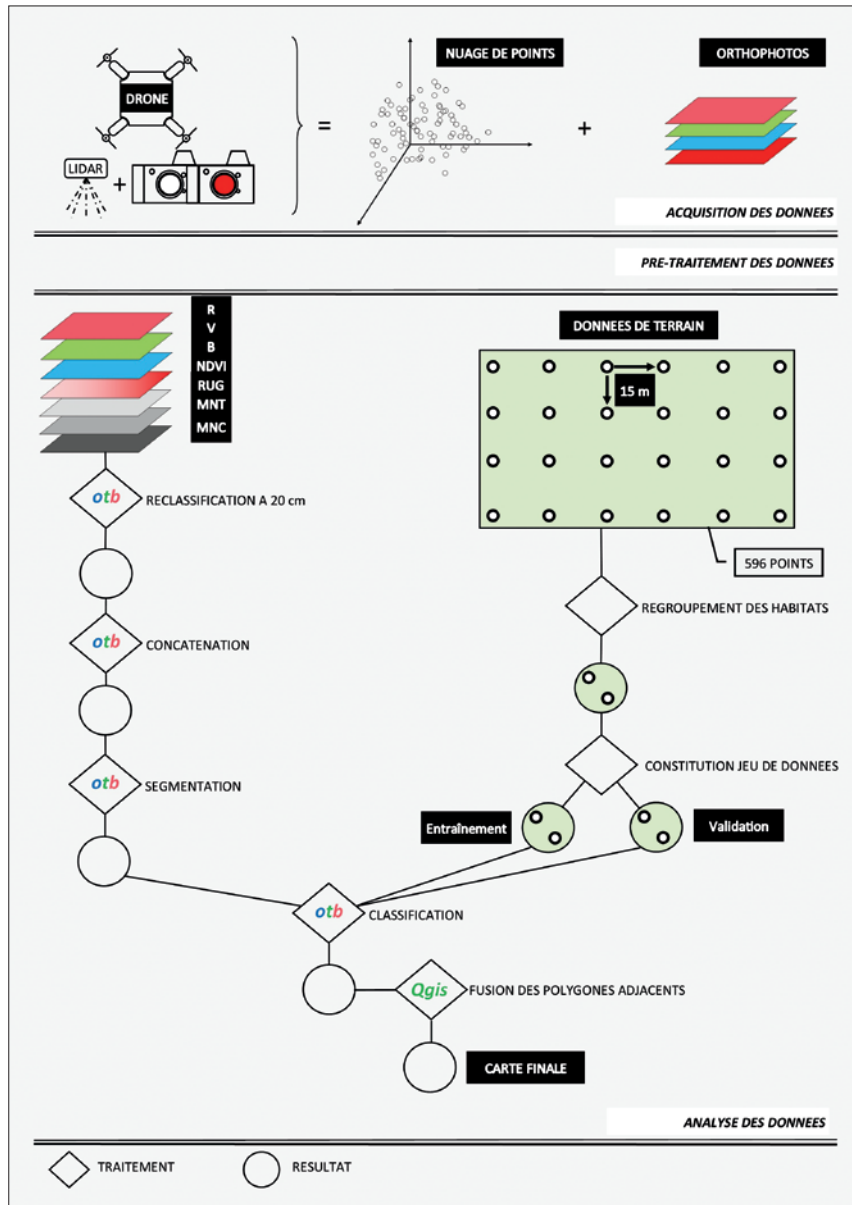 DRONE
LIDAR
+
=
NUAGE DE POINTS
+
ORTHOPHOTOS
ACQUISITION DES DONNEES
PRE-TRAITEMENT DES DONNEES
R
V
B
NDVI
RUG
MNT
MNC
otb
RECLASSIFICATION A 20 cm
otb
CONCATENATION
otb
SEGMENTATION
DONNEES DE TERRAIN
15 m
596 POINTS
REGROUPEMENT DES HABITATS
CONSTITUTION JEU DE DONNEES
Entraînement
Validation
otb
CLASSIFICATION
Qgis
FUSION DES POLYGONES ADJACENTS
CARTE FINALE
ANALYSE DES DONNEES
TRAITEMENT
RESULTAT